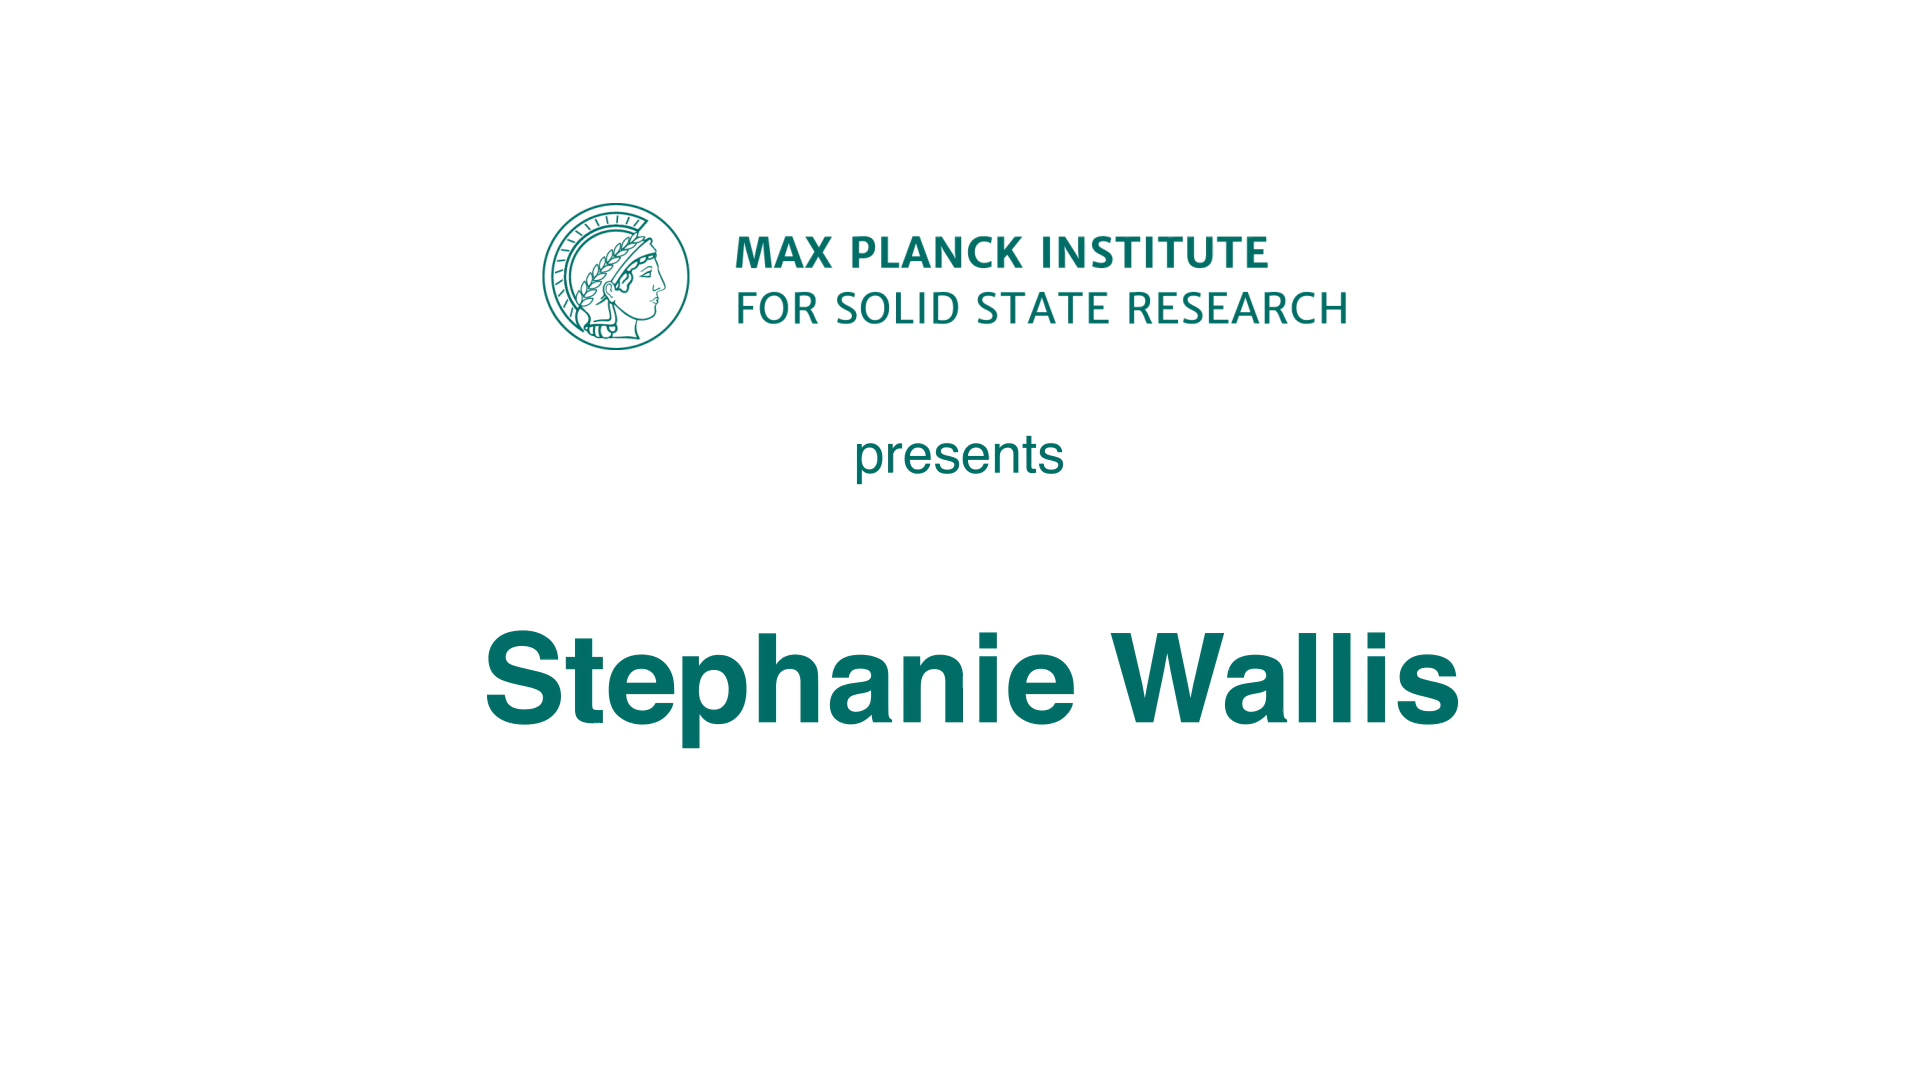 MAX PLANCK INSTITUTE
FOR SOLID STATE RESEARCH
presents
Stephanie Wallis